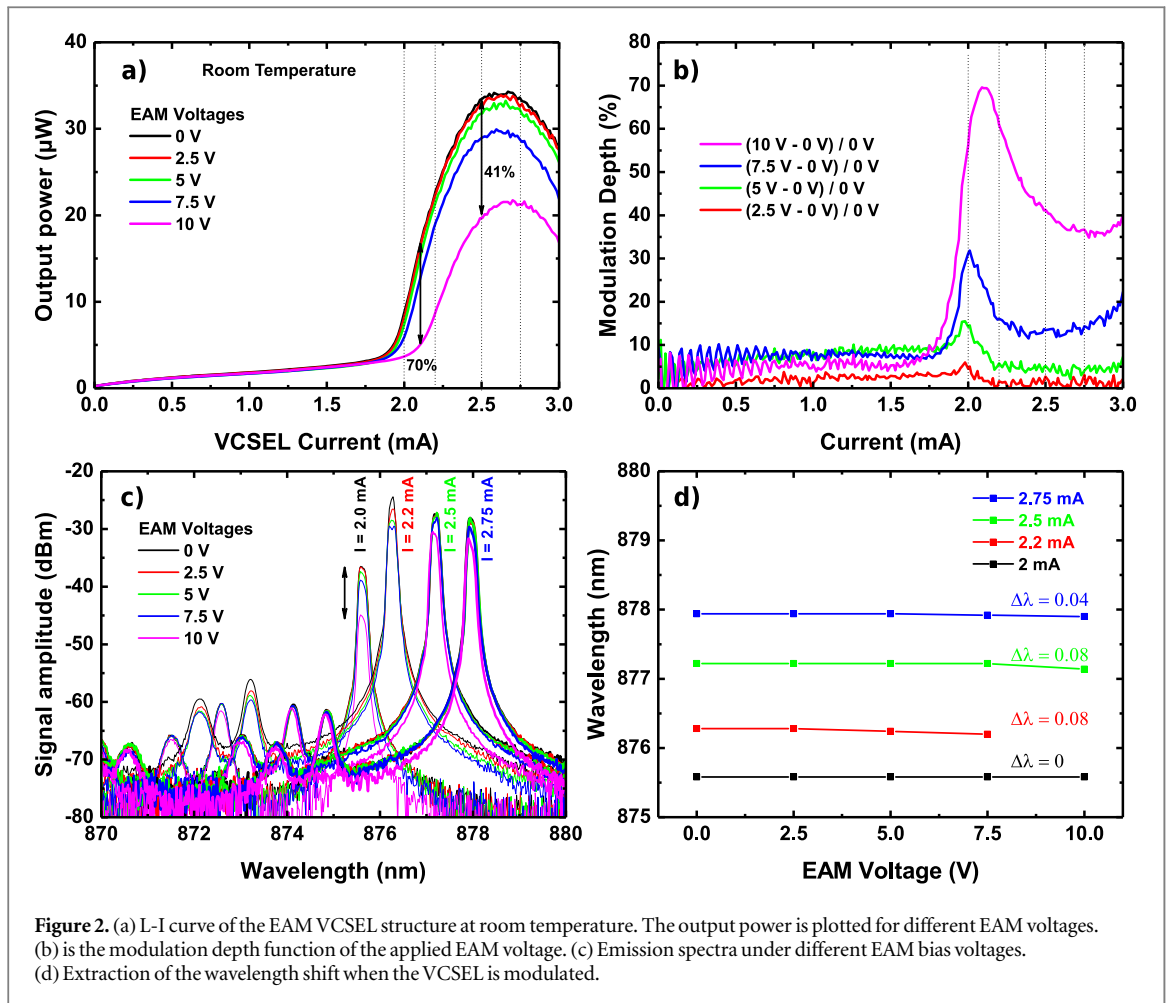 a)
Room Temperature
EAM Voltages
0 V
2.5 V
5 V
7.5 V
10 V
41%
70%
40
30
20
10
0
Output power (µW)
0.0 0.5 1.0 1.5 2.0 2.5 3.0
VCSEL Current (mA)
b)
(10 V - 0 V) / 0 V
(7.5 V - 0 V) / 0 V
(5 V - 0 V) / 0 V
(2.5 V - 0 V) / 0 V
80
70
60
50
40
30
20
10
0
Modulation Depth (%)
0.0 0.5 1.0 1.5 2.0 2.5 3.0
Current (mA)
c)
EAM Voltages
0 V
2.5 V
5 V
7.5 V
10 V
I = 2.0 mA
I = 2.2 mA
I = 2.5 mA
I = 2.75 mA
-20
-30
-40
-50
-60
-70
-80
Signal amplitude (dBm)
870 872 874 876 878 880
Wavelength (nm)
d)
2.75 mA
2.5 mA
2.2 mA
2 mA
Δλ = 0.04
Δλ = 0.08
Δλ = 0.08
Δλ = 0
880
879
878
877
876
875
Wavelength (nm)
0.0 2.5 5.0 7.5 10.0
EAM Voltage (V)
Figure 2. (a) L-I curve of the EAM VCSEL structure at room temperature. The output power is plotted for different EAM voltages.
(b) is the modulation depth function of the applied EAM voltage. (c) Emission spectra under different EAM bias voltages.
(d) Extraction of the wavelength shift when the VCSEL is modulated.